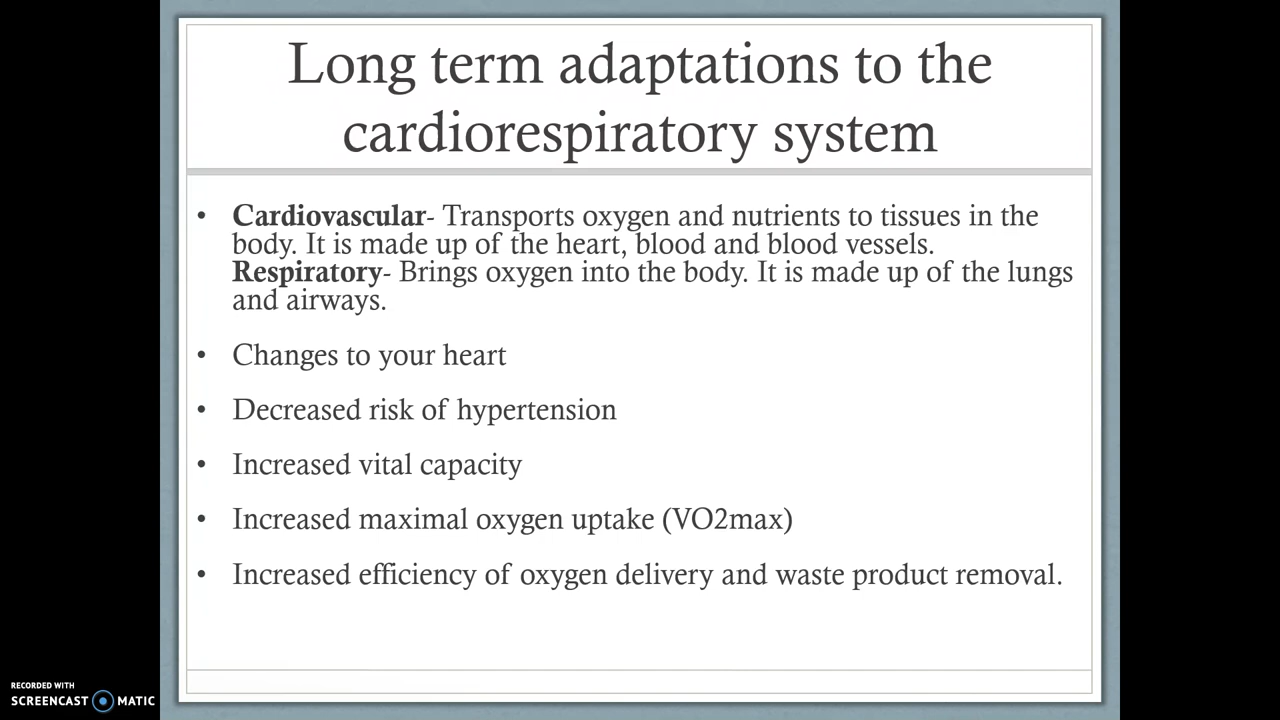 Long term adaptations to the
cardiorespiratory system
• Cardiovascular- Transports oxygen and nutrients to tissues in the
body. It is made up of the heart, blood and blood vessels.
Respiratory- Brings oxygen into the body. It is made up of the lungs
and airways.
• Changes to your heart
• Decreased risk of hypertension
• Increased vital capacity
• Increased maximal oxygen uptake (VO2max)
• Increased efficiency of oxygen delivery and waste product removal.
RECORDED WITH
SCREENCAST MATIC